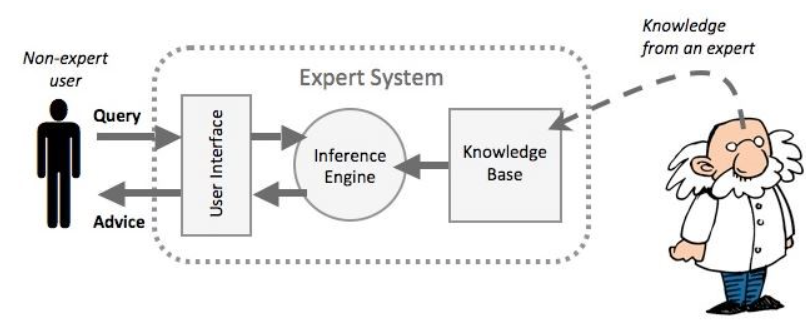 Knowledge
from an expert
Non-expert
user
Expert System
Query
User Interface
Inference
Engine
Knowledge
Base
Advice